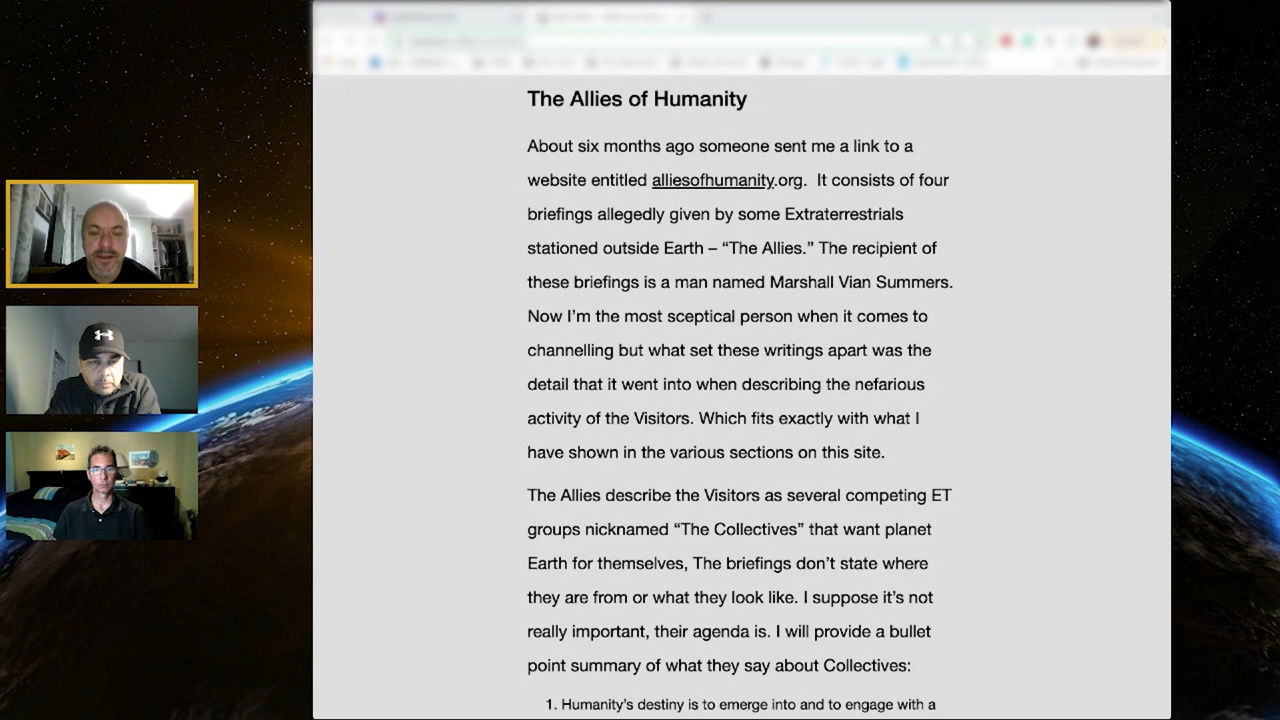 The Allies of Humanity
About six months ago someone sent me a link to a
website entitled alliesofhumanity.org.  It consists of four
briefings allegedly given by some Extraterrestrials
stationed outside Earth – “The Allies.” The recipient of
these briefings is a man named Marshall Vian Summers.
Now I’m the most sceptical person when it comes to
channelling but what set these writings apart was the
detail that it went into when describing the nefarious
activity of the Visitors. Which fits exactly with what I
have shown in the various sections on this site.
The Allies describe the Visitors as several competing ET
groups nicknamed “The Collectives” that want planet
Earth for themselves, The briefings don’t state where
they are from or what they look like. I suppose it’s not
really important, their agenda is. I will provide a bullet
point summary of what they say about Collectives:
1. Humanity’s destiny is to emerge into and to engage with a